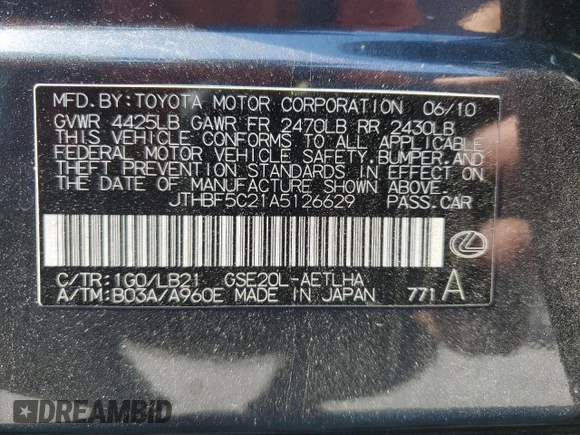 MFD.BY:TOYOTA MOTOR CORPORATION 06/10
GVWR 4425LB GAWR FR 2470LB RR 2430LB
THIS VEHICLE CONFORMS TO ALL APPLICABLE
FEDERAL MOTOR VEHICLE SAFETY,BUMPER,AND
THEFT PREVENTION STANDARDS IN EFFECT ON
THE DATE OF MANUFACTURE SHOWN ABOVE.
JTHBF5C21A5126629 PASS.CAR
C/TR:1G0/LB21 GSE20L-AETLHA
A/TM:B03A/A960E MADE IN JAPAN 771 A
DREAMBID